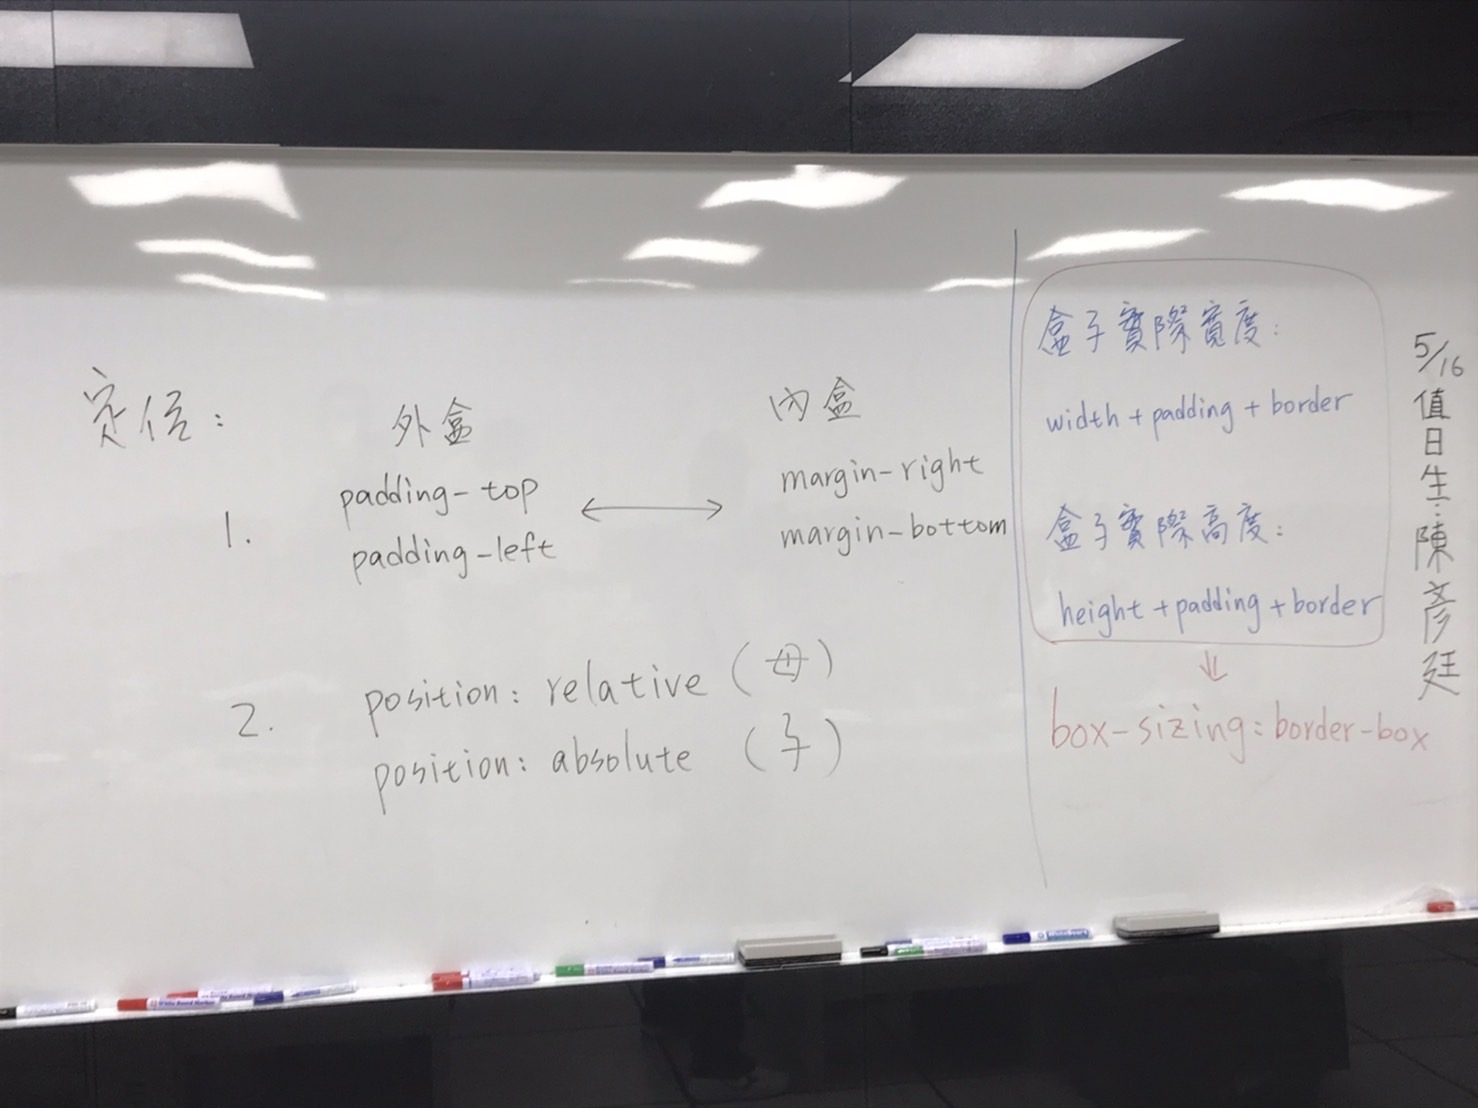 定位：
外盒
內盒
1.
padding-top
padding-left
margin-right
margin-bottom
2.
position: relative (母)
position: absolute (子)
盒子實際寬度：
width + padding + border
盒子實際高度：
height + padding + border
box-sizing: border-box
5/16
值日生：陳彥廷